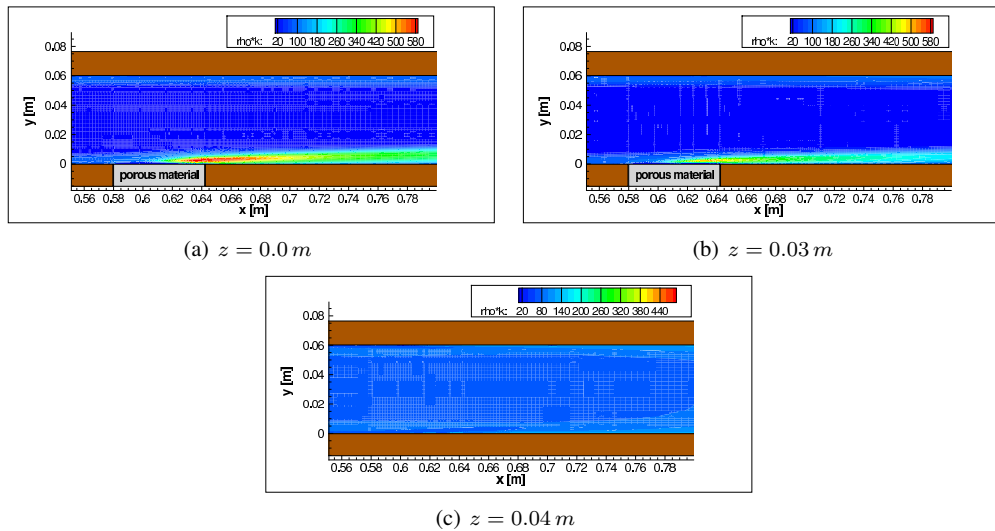 rho*k: 20 100 180 260 340 420 500 580
0.08
0.06
0.04
0.02
0
y [m]
porous material
0.56 0.58 0.6 0.62 0.64 0.66 0.68 0.7 0.72 0.74 0.76 0.78
x [m]
(a) z = 0.0 m
rho*k: 20 100 180 260 340 420 500 580
0.08
0.06
0.04
0.02
0
y [m]
porous material
0.56 0.58 0.6 0.62 0.64 0.66 0.68 0.7 0.72 0.74 0.76 0.78
x [m]
(b) z = 0.03 m
rho*k: 20 80 140 200 260 320 380 440
0.08
0.06
0.04
0.02
0
y [m]
0.56 0.58 0.6 0.62 0.64 0.66 0.68 0.7 0.72 0.74 0.76 0.78
x [m]
(c) z = 0.04 m